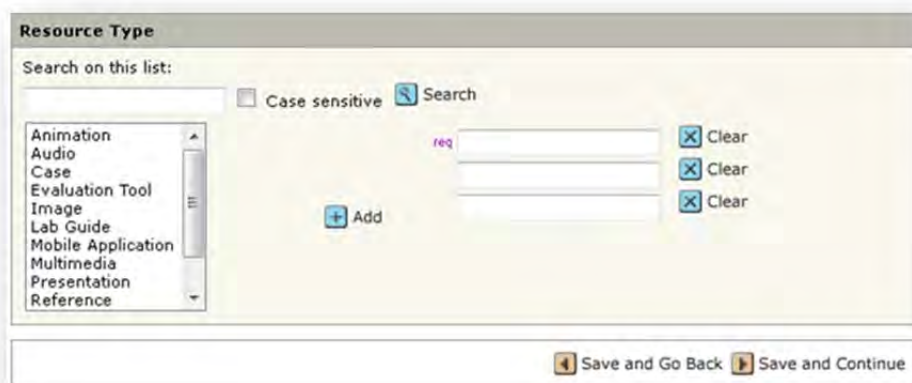 Resource Type
Search on this list:
Case sensitive Search
Animation
Audio
Case
Evaluation Tool
Image
Lab Guide
Mobile Application
Multimedia
Presentation
Reference
req Clear
Clear
Clear
Add
Save and Go Back Save and Continue